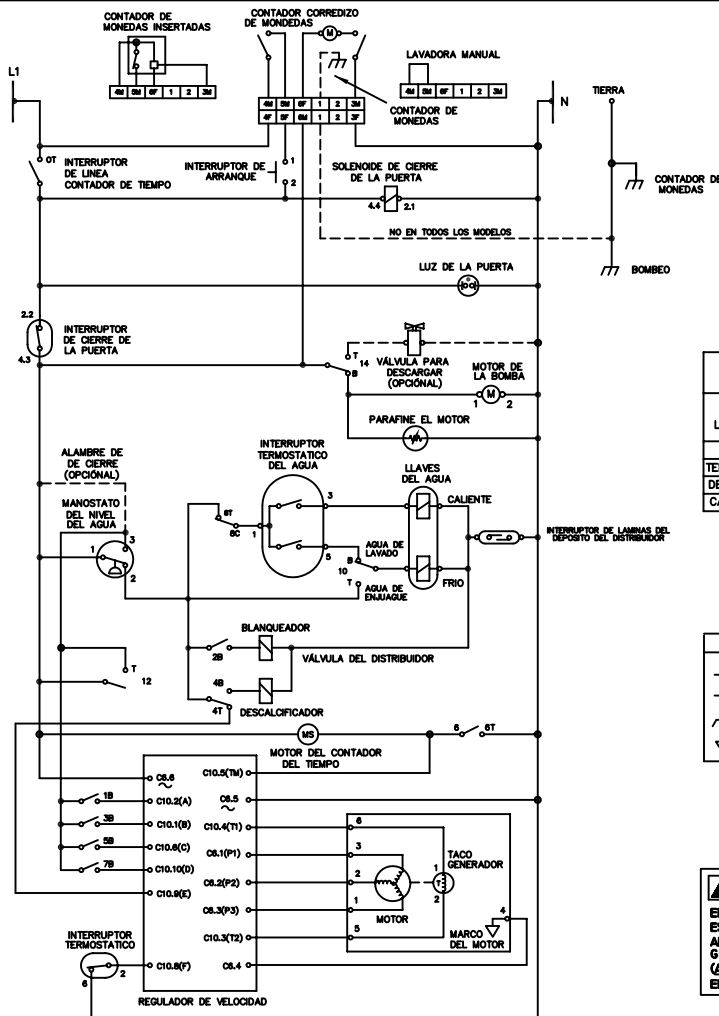 CONTADOR DE
MONEDAS INSERTADAS
4M 5M 6F 1 2 3M
CONTADOR CORREDIZO
DE MONDEDAS
M
LAVADORA MANUAL
4M 5M 6F 1 2 3M
4M 5M 6F 1 2 3M
4F 5F 6M 1 2 3F
CONTADOR DE
MONEDAS
L1
N
TIERRA
CONTADOR DE
MONEDAS
BOMBEO
0T
INTERRUPTOR
DE LINEA
CONTADOR DE TIEMPO
INTERRUPTOR DE
ARRANQUE
1
2
SOLENOIDE DE CIERRE
DE LA PUERTA
4.4
2.1
NO EN TODOS LOS MODELOS
LUZ DE LA PUERTA
2.2
4.3
INTERRUPTOR
DE CIERRE DE
LA PUERTA
T
14
B
VÁLVULA PARA
DESCARGAR
(OPCIÓNAL)
MOTOR DE
LA BOMBA
1
M
2
PARAFINE EL MOTOR
ALAMBRE DE
DE CIERRE
(OPCIÓNAL)
MANOSTATO
DEL NIVEL
DEL AGUA
1
3
2
INTERRUPTOR
TERMOSTATICO
DEL AGUA
6T
6C
1
3
5
LLAVES
DEL AGUA
CALIENTE
AGUA DE
LAVADO
B
10
T
AGUA DE
ENJUAGUE
FRIO
INTERRUPTOR DE LAMINAS DEL
DEPOSITO DEL DISTRIBUIDOR
BLANQUEADOR
2B
VÁLVULA DEL DISTRIBUIDOR
4B
4T
DESCALCIFICADOR
T
12
MS
MOTOR DEL CONTADOR
DEL TIEMPO
6
6T
C6.6
C10.5(TM)
1B
C10.2(A)
C6.5
3B
C10.1(B)
C10.4(T1)
5B
C10.6(C)
C6.1(P1)
7B
C10.10(D)
C6.2(P2)
C10.9(E)
C6.3(P3)
C10.3(T2)
C10.8(F)
C6.4
6
3
2
1
5
MOTOR
1
T
2
TACO
GENERADOR
4
MARCO
DEL MOTOR
INTERRUPTOR
TERMOSTATICO
6
2
REGULADOR DE VELOCIDAD